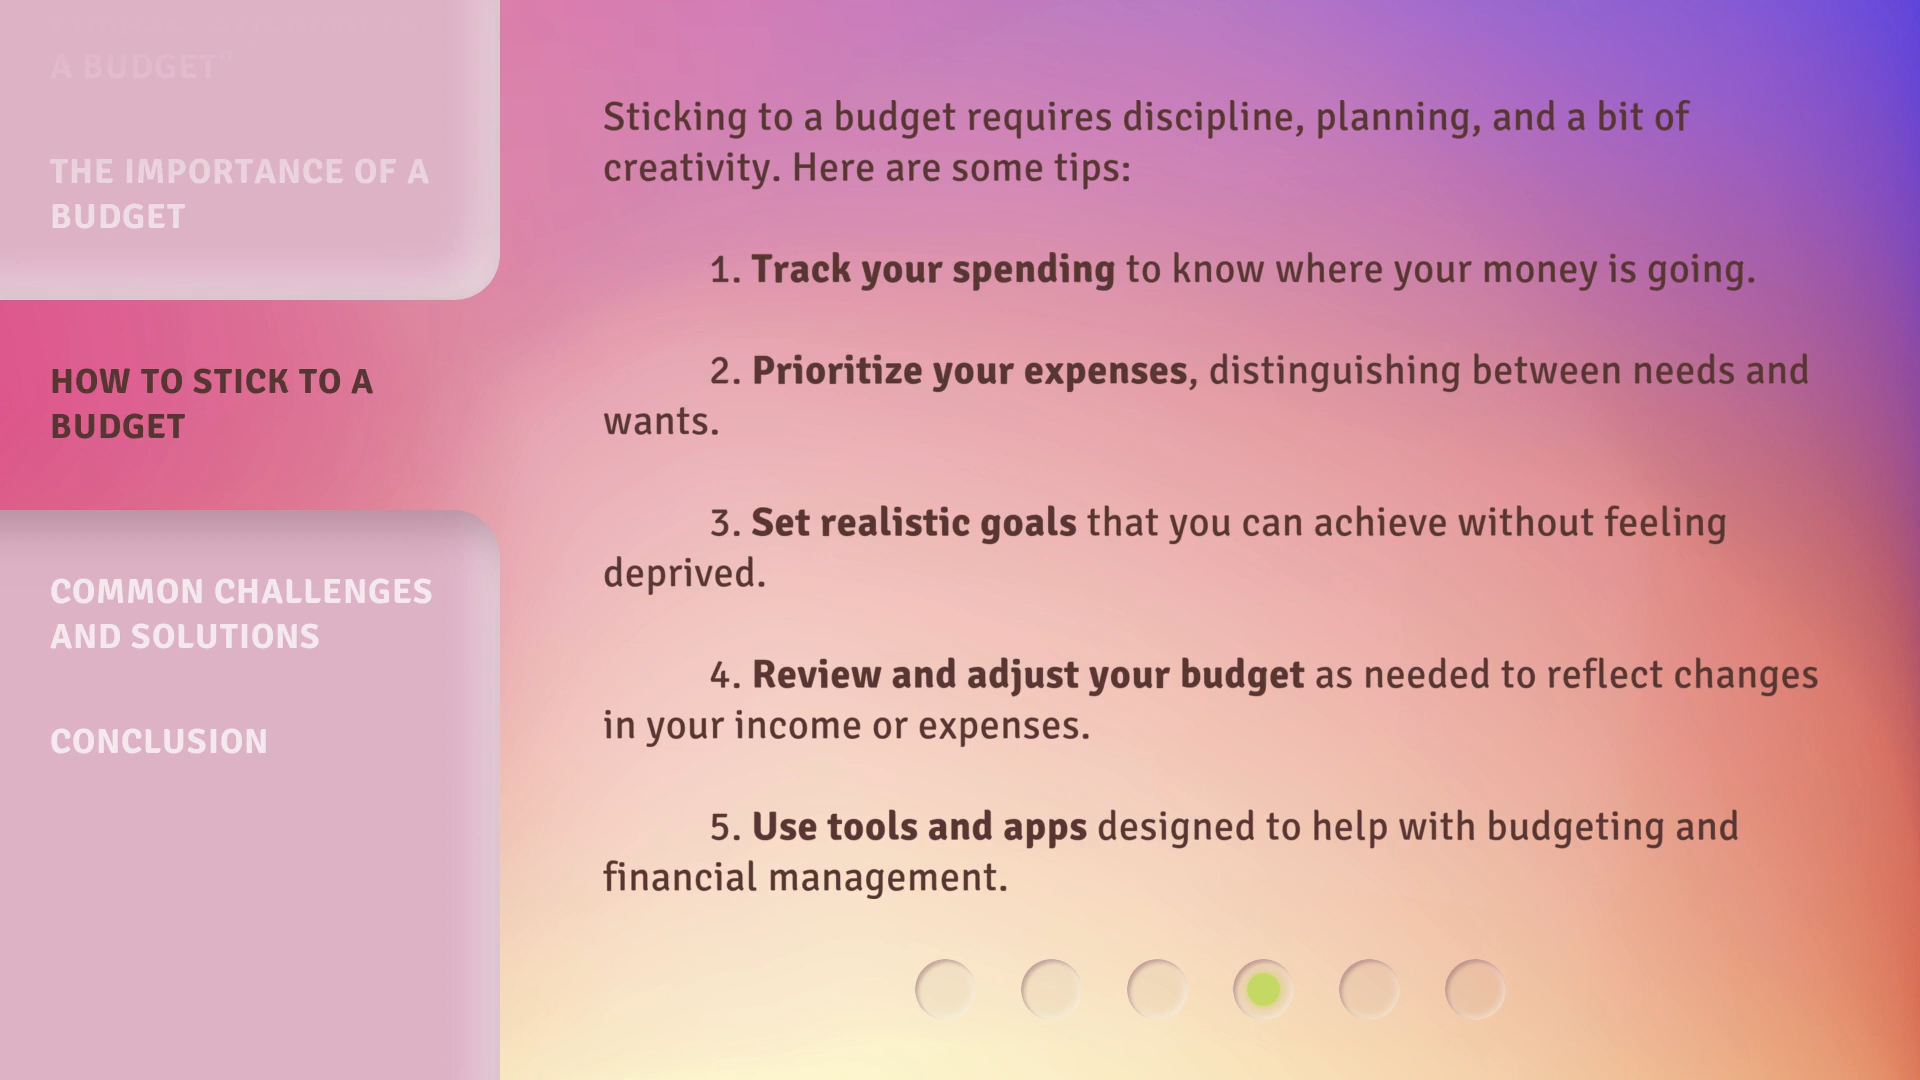 A BUDGET"
THE IMPORTANCE OF A
BUDGET
HOW TO STICK TO A
BUDGET
COMMON CHALLENGES
AND SOLUTIONS
CONCLUSION
Sticking to a budget requires discipline, planning, and a bit of
creativity. Here are some tips:
1. Track your spending to know where your money is going.
2. Prioritize your expenses, distinguishing between needs and
wants.
3. Set realistic goals that you can achieve without feeling
deprived.
4. Review and adjust your budget as needed to reflect changes
in your income or expenses.
5. Use tools and apps designed to help with budgeting and
financial management.